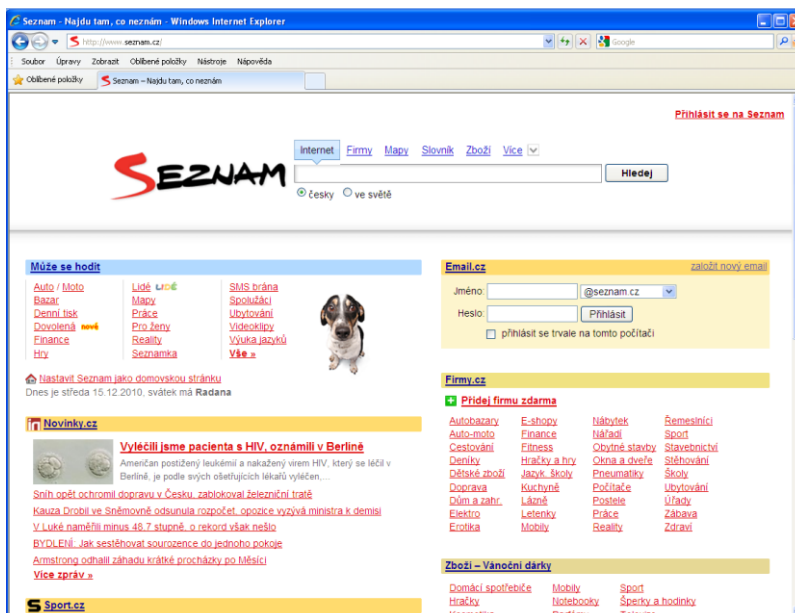 Seznam - Najdu tam, co neznám - Windows Internet Explorer
http://www.seznam.cz/
Google
Soubor Úpravy Zobrazit Oblíbené položky Nástroje Nápověda
Oblíbené položky
Seznam – Najdu tam, co neznám
Přihlásit se na Seznam
SEZNAM
Internet Firmy Mapy Slovník Zboží Více
Hledej
česky ve světě
Může se hodit
Auto / Moto Lidé LIDÉ SMS brána
Bazar Mapy Spolužáci
Denní tisk Práce Ubytování
Dovolená nové Pro ženy Videoklipy
Finance Reality Výuka jazyků
Hry Seznamka Vše »
Nastavit Seznam jako domovskou stránku
Dnes je středa 15.12.2010, svátek má Radana
Novinky.cz
Vyléčili jsme pacienta s HIV, oznámili v Berlíně
Američan postižený leukémií a nakažený virem HIV, který se léčil v
Berlíně, je podle svých ošetřujících lékařů vyléčen,...
Sníh opět ochromil dopravu v Česku, zablokoval železniční tratě
Kauza Drobil ve Sněmovně odsunula rozpočet, opozice vyzývá ministra k demisi
V Luké naměřili minus 46,7 stupně, o rekord však nešlo
BYDLENÍ: Jak sestěhovat sourozence do jednoho pokoje
Armstrong odhalil záhadu krátké procházky po Měsíci
Více zpráv »
Sport.cz
Email.cz založit nový email
Jméno: @seznam.cz
Heslo: Přihlásit
přihlásit se trvale na tomto počítači
Firmy.cz
Přidej firmu zdarma
Autobazary E-shopy Nábytek Řemeslníci
Auto-moto Finance Nářadí Sport
Cestování Fitness Obytné stavby Stavebnictví
Deníky Hračky a hry Okna a dveře Stěhování
Dětské zboží Jazyk. školy Pneumatiky Školy
Doprava Kuchyně Počítače Ubytování
Dům a zahr. Lázně Postele Úřady
Elektro Letenky Práce Zábava
Erotika Mobily Reality Zdraví
Zboží – Vánoční dárky
Domácí spotřebiče Mobily Sport
Hračky Notebooky Šperky a hodinky